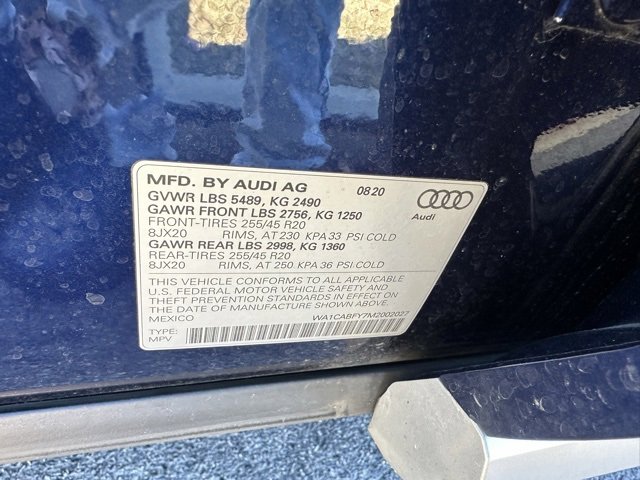 MFD. BY AUDI AG 08.20
GVWR LBS 5489, KG 2490
GAWR FRONT LBS 2756, KG 1250
FRONT-TIRES 255/45 R20
8JX20 RIMS, AT 230 KPA 33 PSI COLD
GAWR REAR LBS 2998, KG 1360
REAR-TIRES 255/45 R20
8JX20 RIMS, AT 250 KPA 36 PSI COLD
Audi
THIS VEHICLE CONFORMS TO ALL APPLICABLE
U.S. FEDERAL MOTOR VEHICLE SAFETY AND
THEFT PREVENTION STANDARDS IN EFFECT ON
THE DATE OF MANUFACTURE SHOWN ABOVE.
MEXICO WA1CABFY7M2002027
TYPE:
MPV